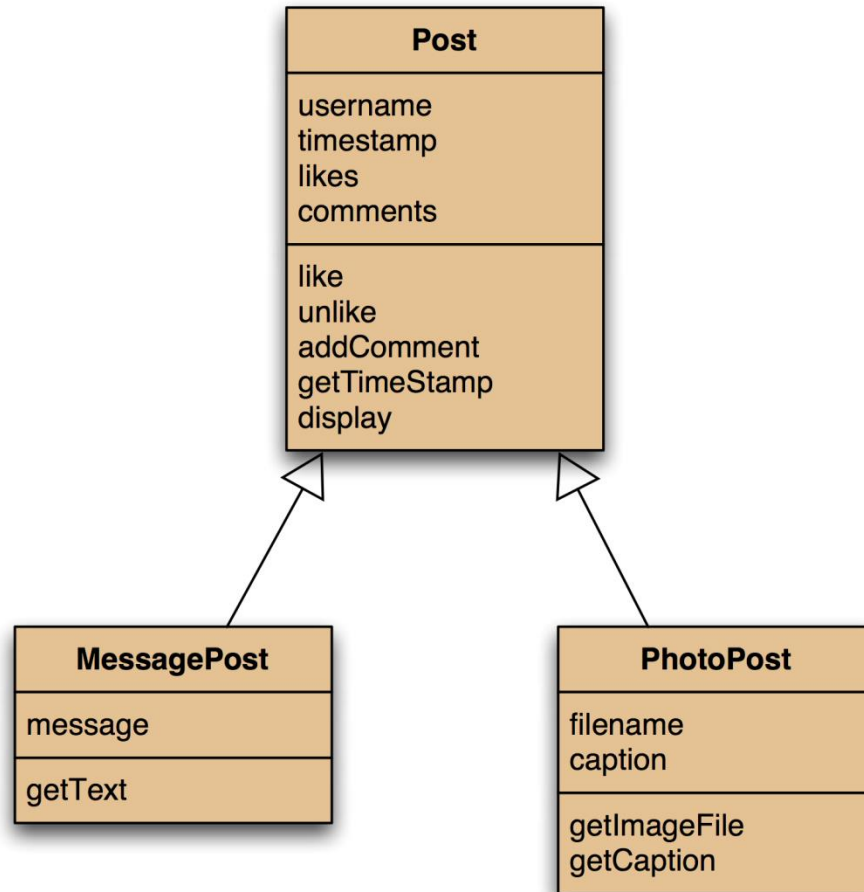 Post
username
timestamp
likes
comments
like
unlike
addComment
getTimeStamp
display
MessagePost
message
getText
PhotoPost
filename
caption
getImageFile
getCaption